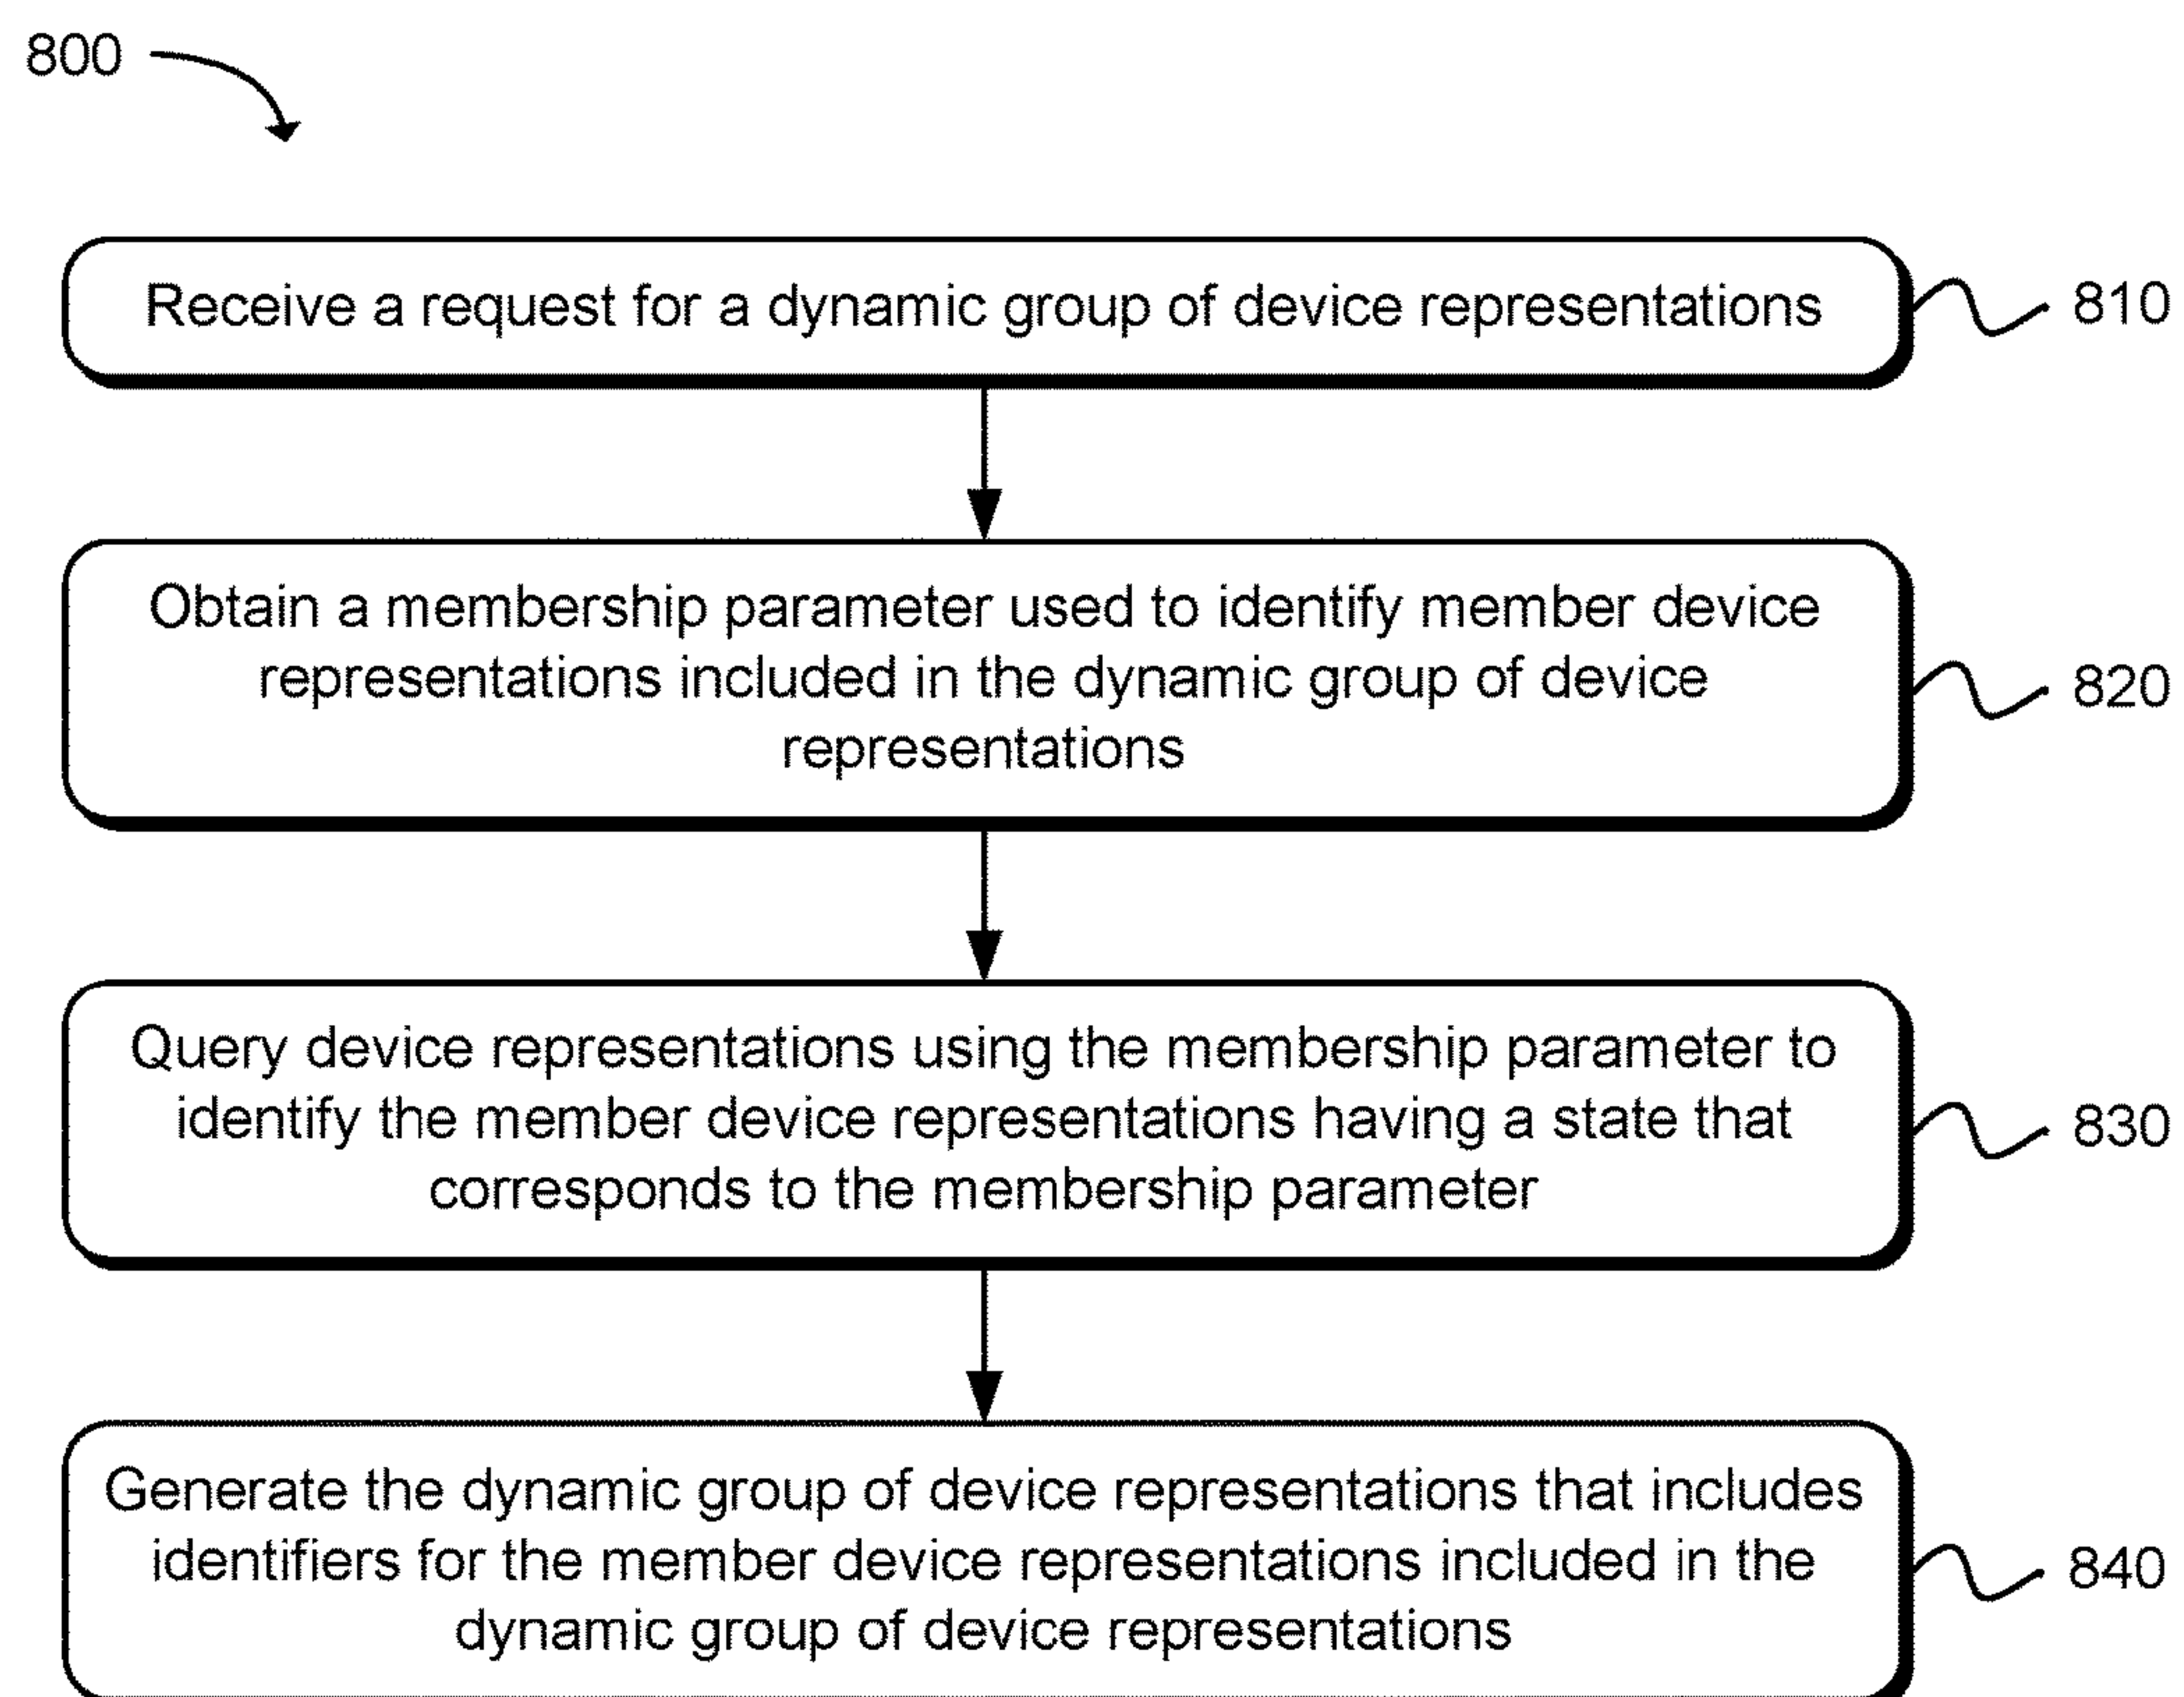 800
Receive a request for a dynamic group of device representations
810
Obtain a membership parameter used to identify member device
representations included in the dynamic group of device
representations
820
Query device representations using the membership parameter to
identify the member device representations having a state that
corresponds to the membership parameter
830
Generate the dynamic group of device representations that includes
identifiers for the member device representations included in the
dynamic group of device representations
840